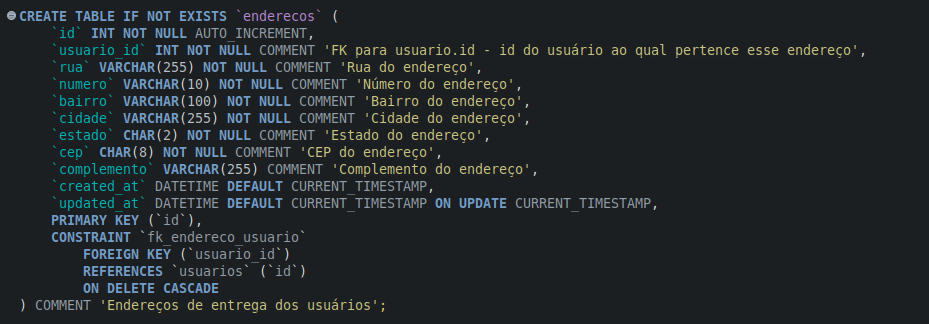 CREATE TABLE IF NOT EXISTS `enderecos` (
    `id` INT NOT NULL AUTO_INCREMENT,
    `usuario_id` INT NOT NULL COMMENT 'FK para usuario.id - id do usuário ao qual pertence esse endereço',
    `rua` VARCHAR(255) NOT NULL COMMENT 'Rua do endereço',
    `numero` VARCHAR(10) NOT NULL COMMENT 'Número do endereço',
    `bairro` VARCHAR(100) NOT NULL COMMENT 'Bairro do endereço',
    `cidade` VARCHAR(255) NOT NULL COMMENT 'Cidade do endereço',
    `estado` CHAR(2) NOT NULL COMMENT 'Estado do endereço',
    `cep` CHAR(8) NOT NULL COMMENT 'CEP do endereço',
    `complemento` VARCHAR(255) COMMENT 'Complemento do endereço',
    `created_at` DATETIME DEFAULT CURRENT_TIMESTAMP,
    `updated_at` DATETIME DEFAULT CURRENT_TIMESTAMP ON UPDATE CURRENT_TIMESTAMP,
    PRIMARY KEY (`id`),
    CONSTRAINT `fk_endereco_usuario`
        FOREIGN KEY (`usuario_id`)
        REFERENCES `usuarios` (`id`)
        ON DELETE CASCADE
) COMMENT 'Endereços de entrega dos usuários';